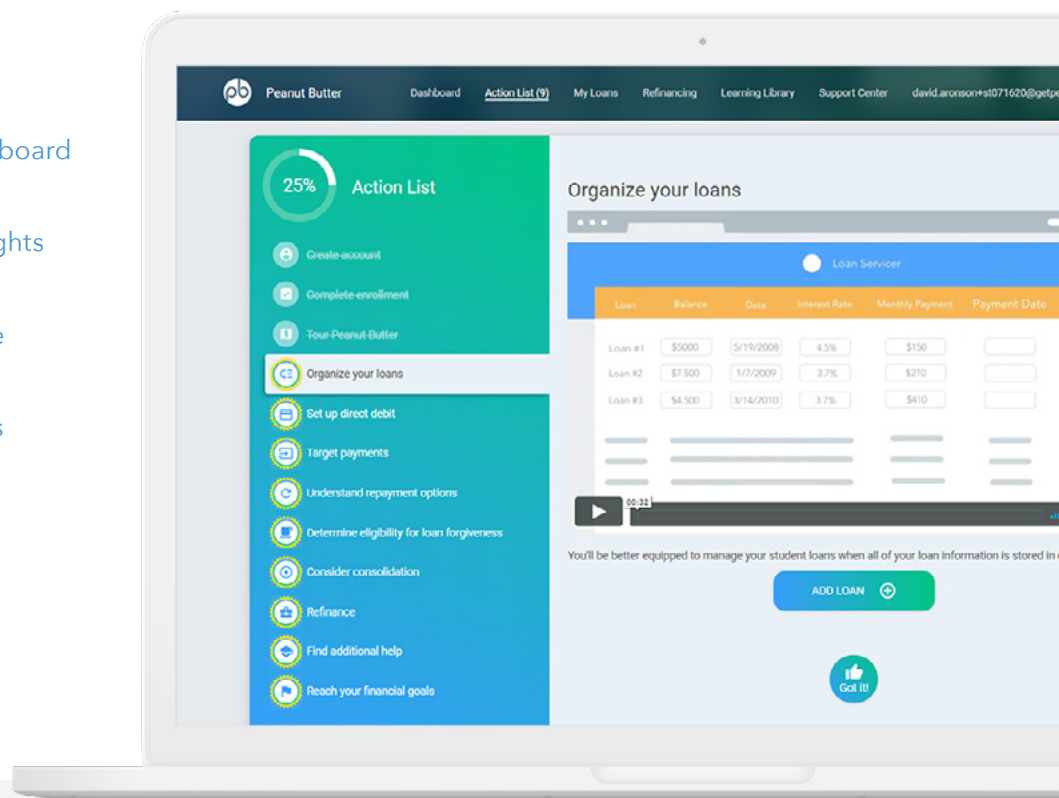 board
ghts
e
s
pb Peanut Butter Dashboard Action List (9) My Loans Refinancing Learning Library Support Center david.aronson+st071620@getpe
25% Action List
Create account
Complete enrollment
Tour Peanut Butter
Organize your loans
Set up direct debit
Target payments
Understand repayment options
Determine eligibility for loan forgiveness
Consider consolidation
Refinance
Find additional help
Reach your financial goals
Organize your loans
Loan Servicer
Loan Balance Date Interest Rate Monthly Payment Payment Date
Loan #1 $5000 5/19/2008 4.5% $150
Loan #2 $7.500 1/7/2009 3.7% $210
Loan #3 $4.500 3/14/2010 3.7% $410
00:32
You'll be better equipped to manage your student loans when all of your loan information is stored in
ADD LOAN
Got it!